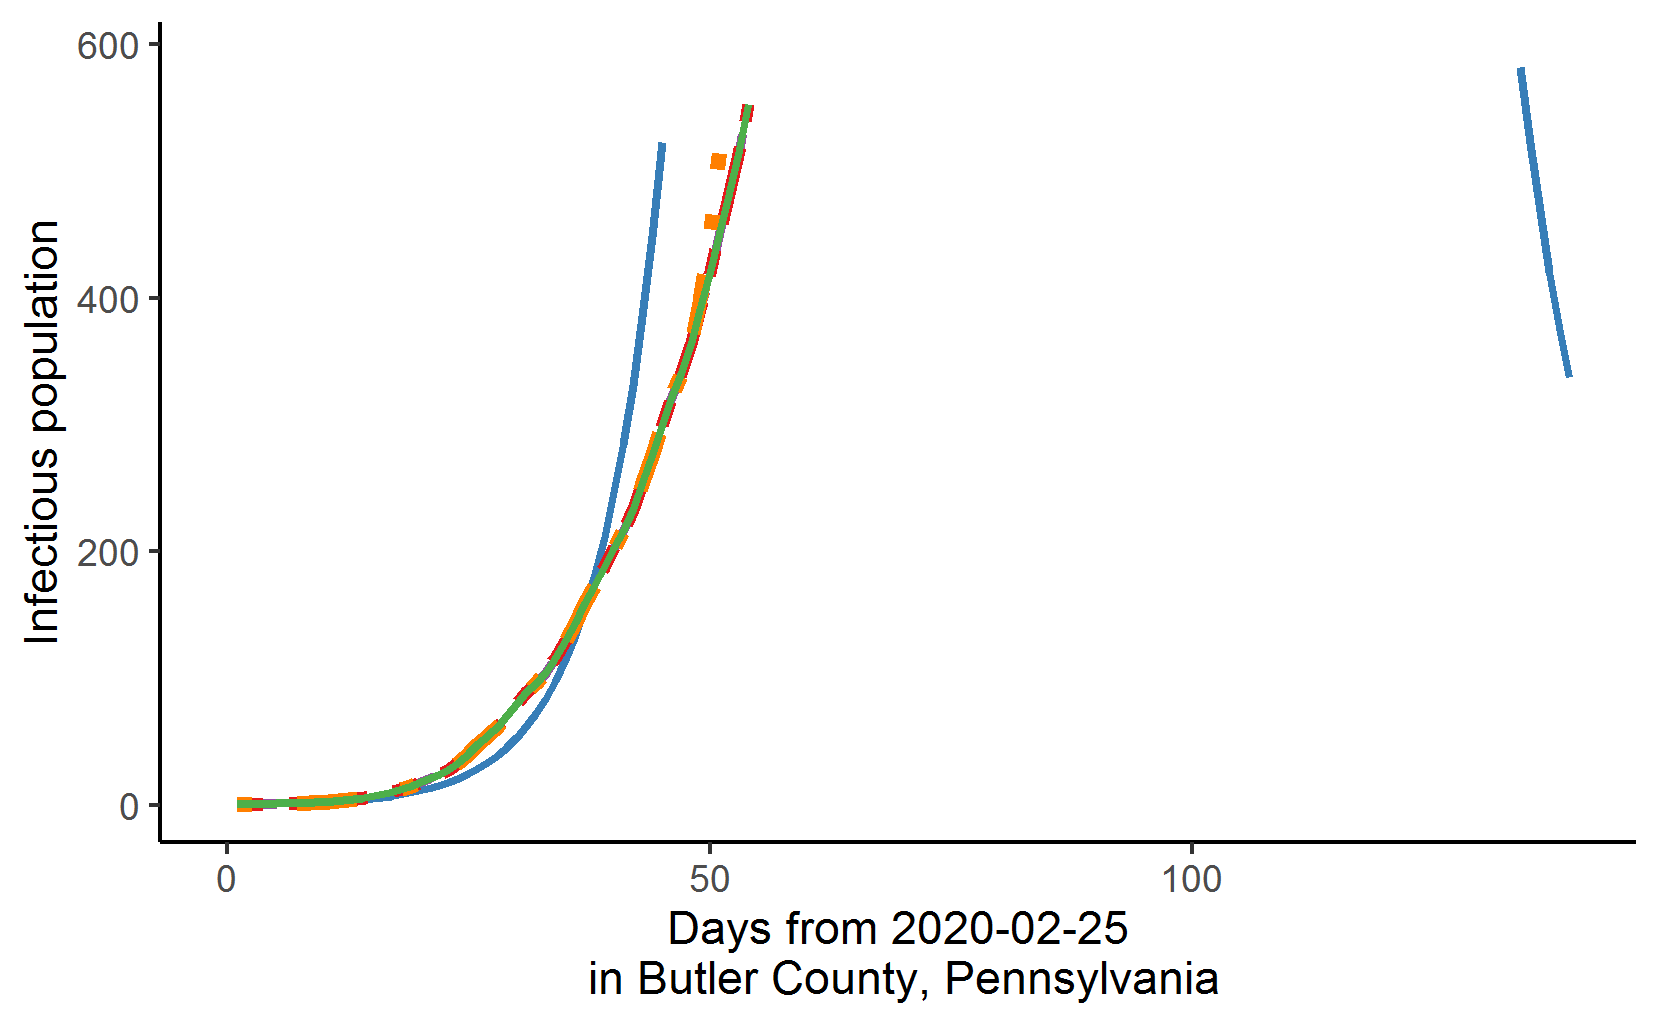 Infectious population
600
400
200
0
0
50
100
Days from 2020-02-25
in Butler County, Pennsylvania